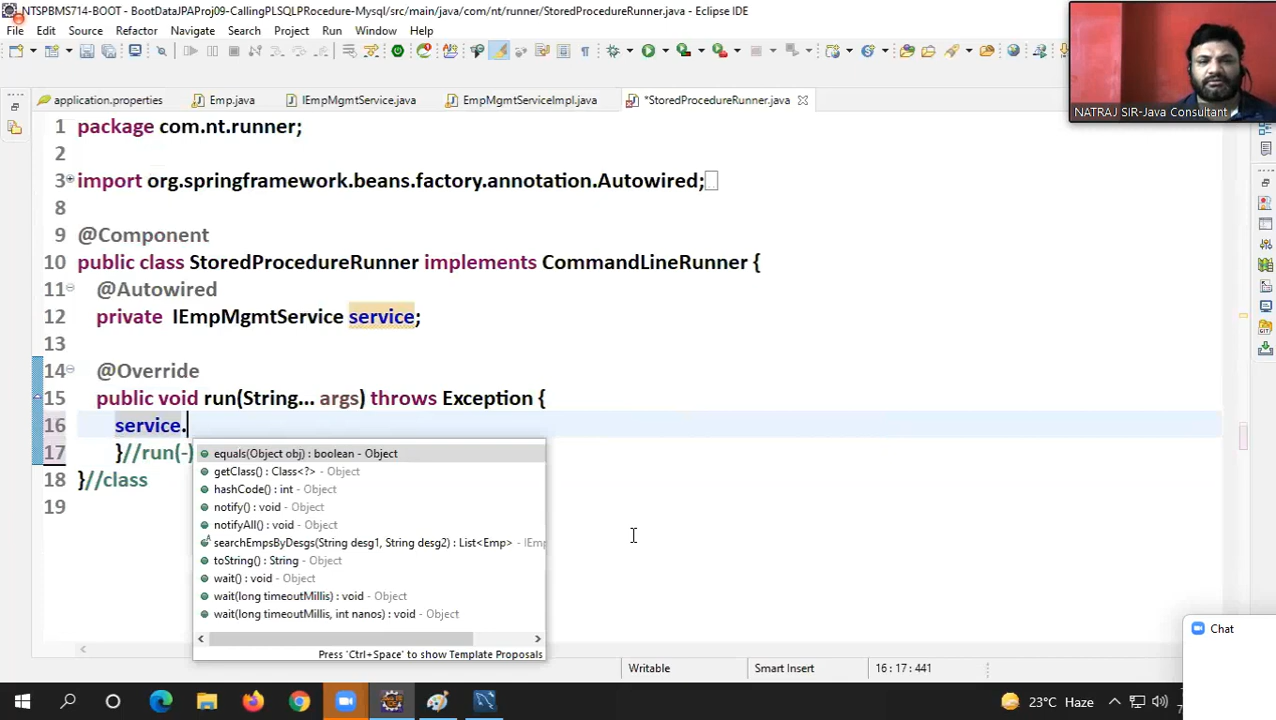 NTSPBMS714-BOOT - BootDataJPAProj09-CallingPLSQLPRocedure-Mysql/src/main/java/com/nt/runner/StoredProcedureRunner.java - Eclipse IDE
File Edit Source Refactor Navigate Search Project Run Window Help
NATRAJ SIR-Java Consultant
application.properties Emp.java IEmpMgmtService.java EmpMgmtServiceImpl.java *StoredProcedureRunner.java
1 package com.nt.runner;
2
3 import org.springframework.beans.factory.annotation.Autowired;
8
9 @Component
10 public class StoredProcedureRunner implements CommandLineRunner {
11 @Autowired
12 private IEmpMgmtService service;
13
14 @Override
15 public void run(String... args) throws Exception {
16 service.
17 }//run(-)
18 }//class
19
equals(Object obj) : boolean - Object
getClass() : Class<?> - Object
hashCode() : int - Object
notify() : void - Object
notifyAll() : void - Object
searchEmpsByDesgs(String desg1, String desg2) : List<Emp> - IEmp
toString() : String - Object
wait() : void - Object
wait(long timeoutMillis) : void - Object
wait(long timeoutMillis, int nanos) : void - Object
Press 'Ctrl+Space' to show Template Proposals
Chat
Writable Smart Insert 16 : 17 : 441
23°C Haze